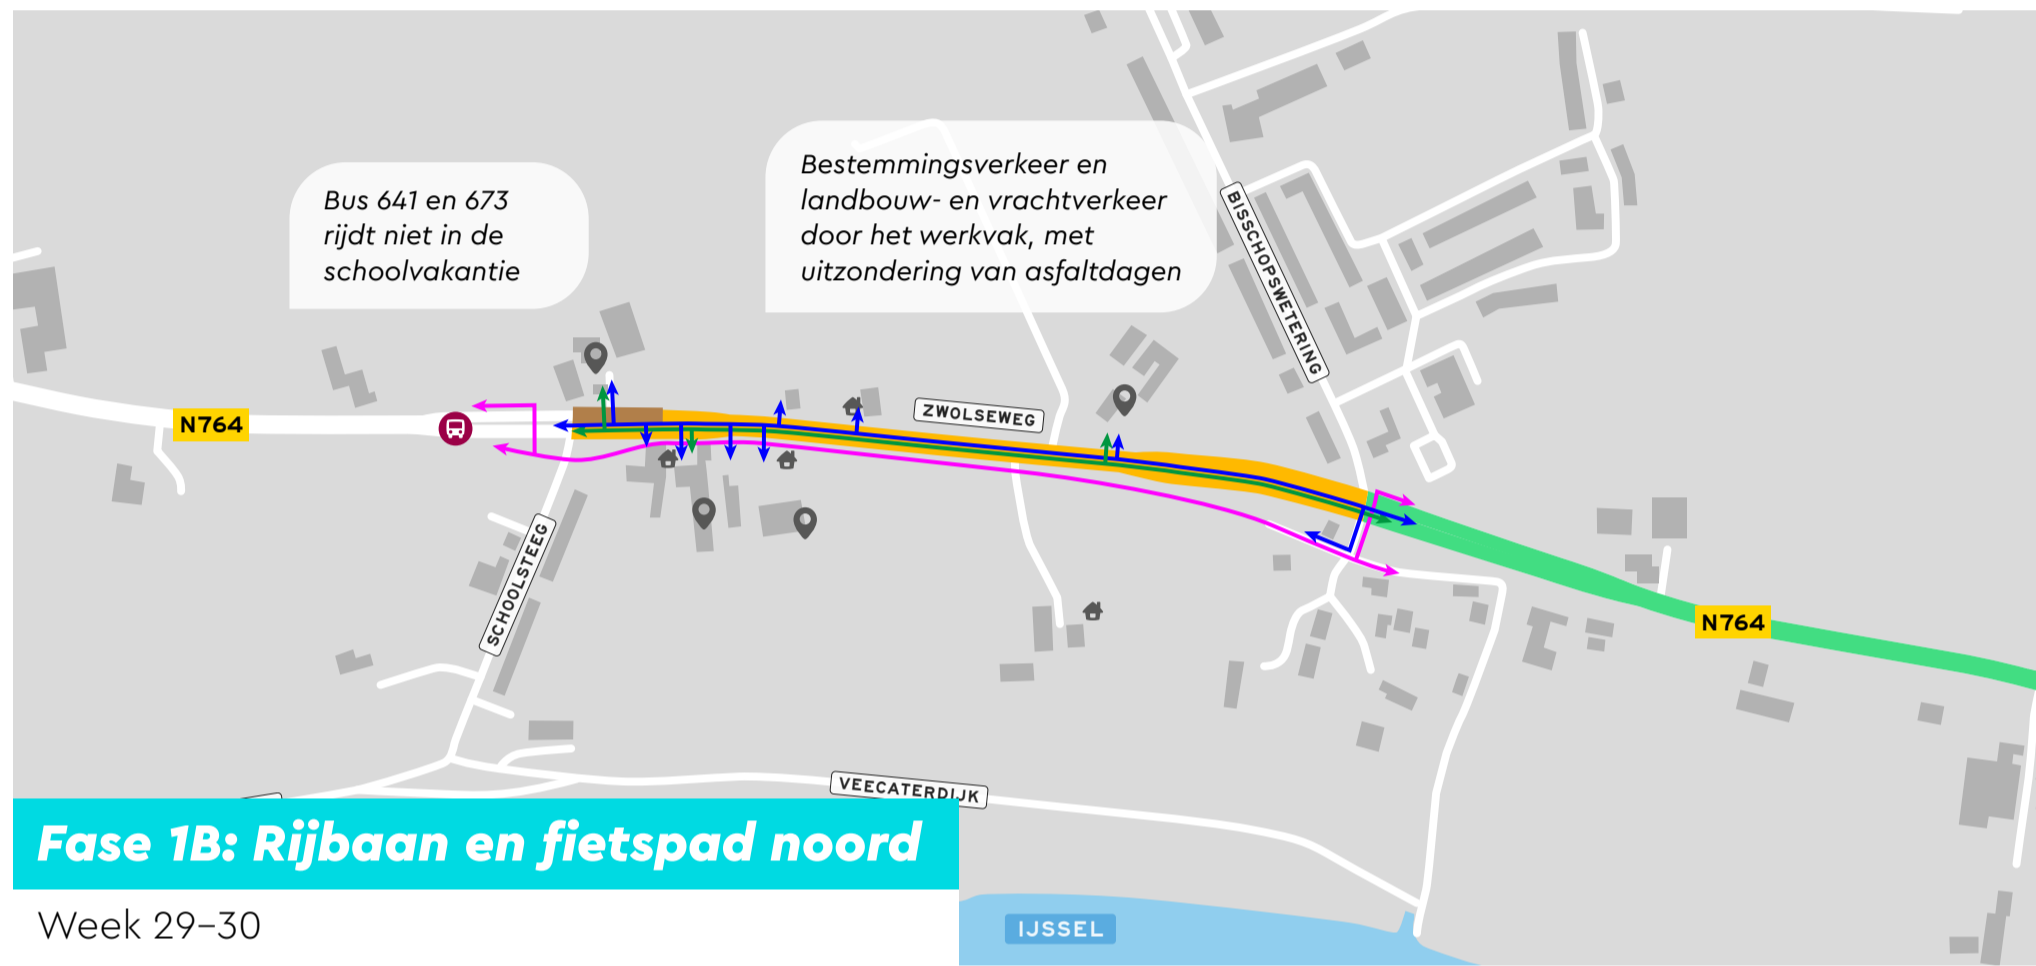 Bus 641 en 673
rijdt niet in de
schoolvakantie
Bestemmingsverkeer en
landbouw- en vrachtverkeer
door het werkvak, met
uitzondering van asfaltdagen
BISSCHOPSWETERING
N764
ZWOLSEWEG
SCHOOLSTEEG
N764
VEECATERDIJK
Fase 1B: Rijbaan en fietspad noord
Week 29-30
IJSSEL